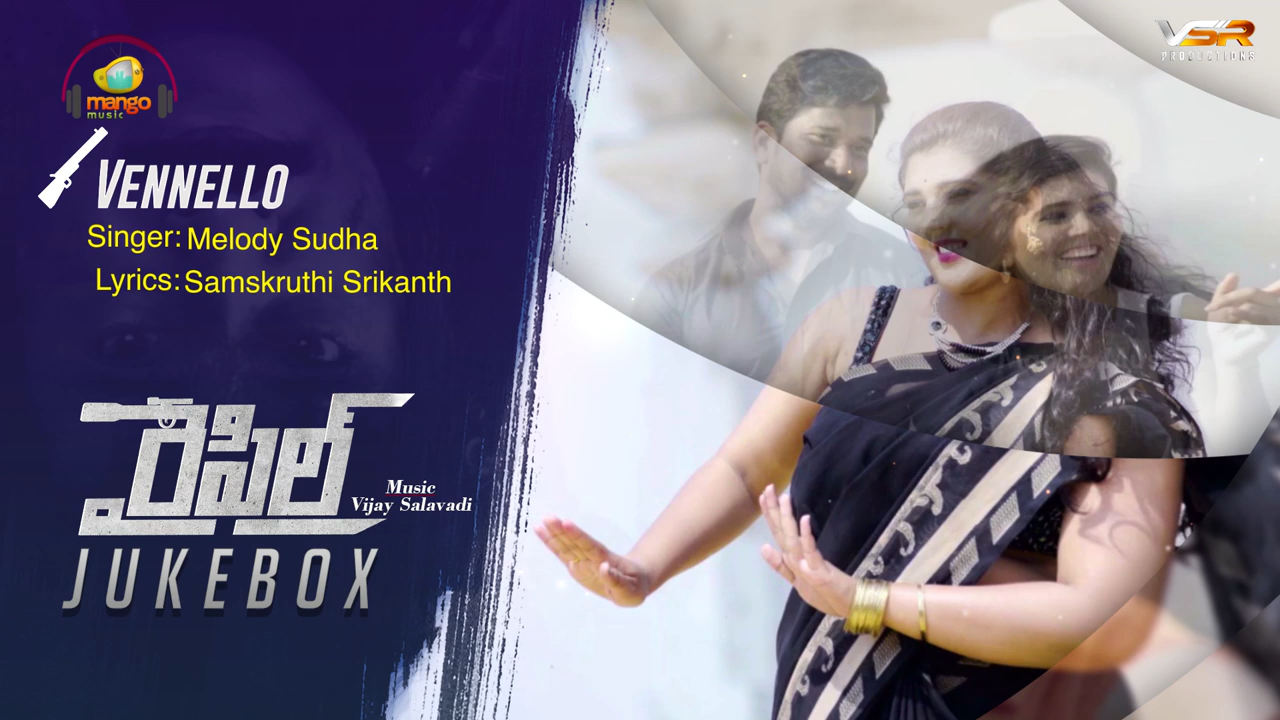 mango
music
VSR
PRODUCTIONS
VENNELLO
Singer: Melody Sudha
Lyrics: Samskruthi Srikanth
రైఫిల్
Music
Vijay Salavadi
JUKEBOX